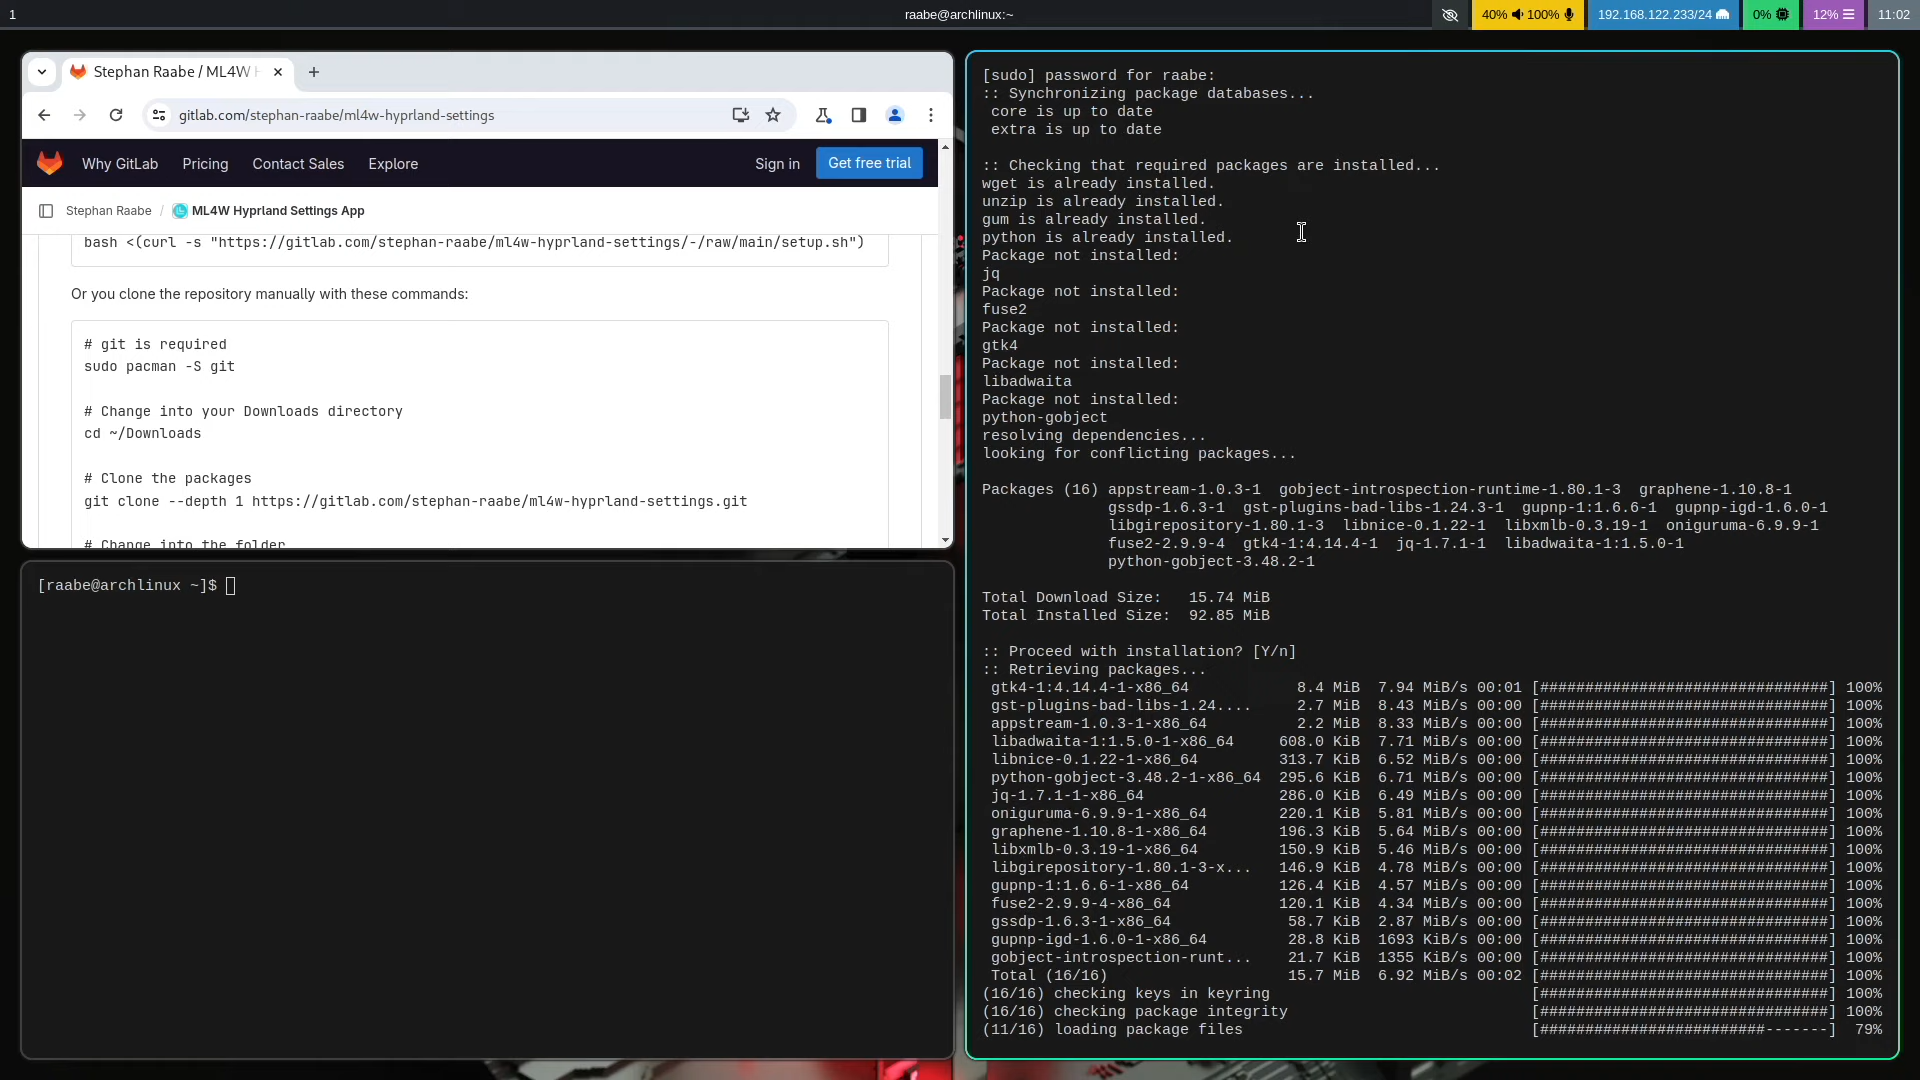 1
raabe@archlinux:~
40% 100%
192.168.122.233/24
0%
12%
11:02
Stephan Raabe / ML4W H
gitlab.com/stephan-raabe/ml4w-hyprland-settings
Why GitLab Pricing Contact Sales Explore Sign in Get free trial
Stephan Raabe / ML4W Hyprland Settings App
bash <(curl -s "https://gitlab.com/stephan-raabe/ml4w-hyprland-settings/-/raw/main/setup.sh")
Or you clone the repository manually with these commands:
# git is required
sudo pacman -S git
# Change into your Downloads directory
cd ~/Downloads
# Clone the packages
git clone --depth 1 https://gitlab.com/stephan-raabe/ml4w-hyprland-settings.git
# Change into the folder
[raabe@archlinux ~]$
[sudo] password for raabe:
:: Synchronizing package databases...
core is up to date
extra is up to date
:: Checking that required packages are installed...
wget is already installed.
unzip is already installed.
gum is already installed.
python is already installed.
Package not installed:
jq
Package not installed:
fuse2
Package not installed:
gtk4
Package not installed:
libadwaita
Package not installed:
python-gobject
resolving dependencies...
looking for conflicting packages...
Packages (16) appstream-1.0.3-1 gobject-introspection-runtime-1.80.1-3 graphene-1.10.8-1
gssdp-1.6.3-1 gst-plugins-bad-libs-1.24.3-1 gupnp-1:1.6.6-1 gupnp-igd-1.6.0-1
libgirepository-1.80.1-3 libnice-0.1.22-1 libxmlb-0.3.19-1 oniguruma-6.9.9-1
fuse2-2.9.9-4 gtk4-1:4.14.4-1 jq-1.7.1-1 libadwaita-1:1.5.0-1
python-gobject-3.48.2-1
Total Download Size: 15.74 MiB
Total Installed Size: 92.85 MiB
:: Proceed with installation? [Y/n]
:: Retrieving packages...
gtk4-1:4.14.4-1-x86_64 8.4 MiB 7.94 MiB/s 00:01 [################################] 100%
gst-plugins-bad-libs-1.24.... 2.7 MiB 8.43 MiB/s 00:00 [################################] 100%
appstream-1.0.3-1-x86_64 2.2 MiB 8.33 MiB/s 00:00 [################################] 100%
libadwaita-1:1.5.0-1-x86_64 608.0 KiB 7.71 MiB/s 00:00 [################################] 100%
libnice-0.1.22-1-x86_64 313.7 KiB 6.52 MiB/s 00:00 [################################] 100%
python-gobject-3.48.2-1-x86_64 295.6 KiB 6.71 MiB/s 00:00 [################################] 100%
jq-1.7.1-1-x86_64 286.0 KiB 6.49 MiB/s 00:00 [################################] 100%
oniguruma-6.9.9-1-x86_64 220.1 KiB 5.81 MiB/s 00:00 [################################] 100%
graphene-1.10.8-1-x86_64 196.3 KiB 5.64 MiB/s 00:00 [################################] 100%
libxmlb-0.3.19-1-x86_64 150.9 KiB 5.46 MiB/s 00:00 [################################] 100%
libgirepository-1.80.1-3-x... 146.9 KiB 4.78 MiB/s 00:00 [################################] 100%
gupnp-1:1.6.6-1-x86_64 126.4 KiB 4.57 MiB/s 00:00 [################################] 100%
fuse2-2.9.9-4-x86_64 120.1 KiB 4.34 MiB/s 00:00 [################################] 100%
gssdp-1.6.3-1-x86_64 58.7 KiB 2.87 MiB/s 00:00 [################################] 100%
gupnp-igd-1.6.0-1-x86_64 28.8 KiB 1693 KiB/s 00:00 [################################] 100%
gobject-introspection-runt... 21.7 KiB 1355 KiB/s 00:00 [################################] 100%
Total (16/16) 15.7 MiB 6.92 MiB/s 00:02 [################################] 100%
(16/16) checking keys in keyring [################################] 100%
(16/16) checking package integrity [################################] 100%
(11/16) loading package files [#########################-------] 79%